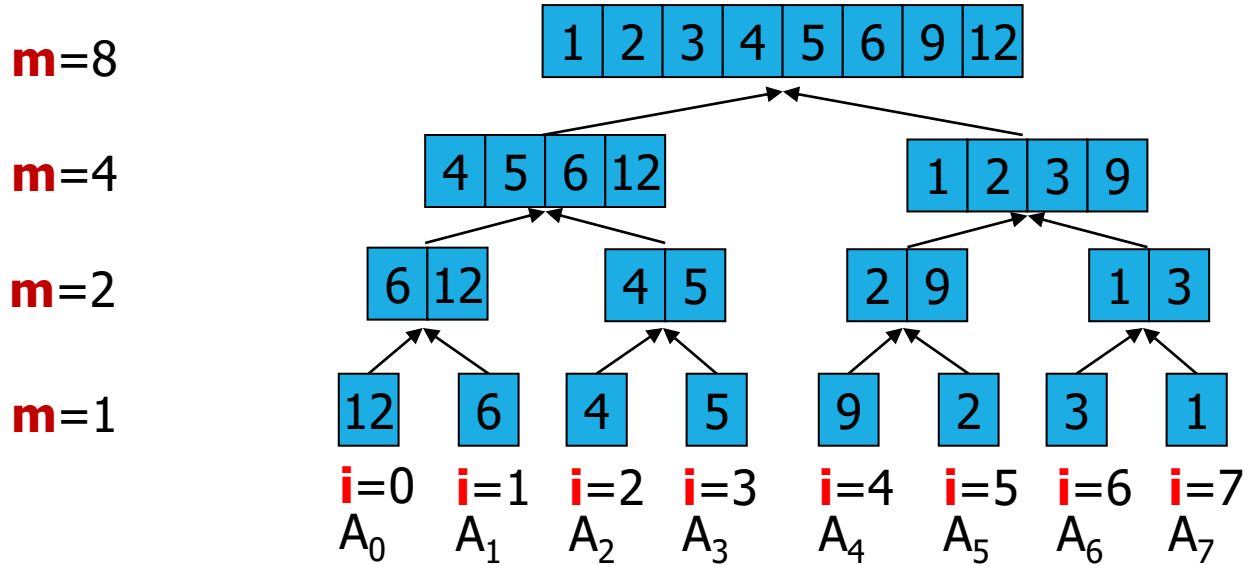 m=8 1 2 3 4 5 6 9 12
m=4 4 5 6 12 1 2 3 9
m=2 6 12 4 5 2 9 1 3
m=1 12 6 4 5 9 2 3 1
i=0 i=1 i=2 i=3 i=4 i=5 i=6 i=7
A₀ A₁ A₂ A₃ A₄ A₅ A₆ A₇